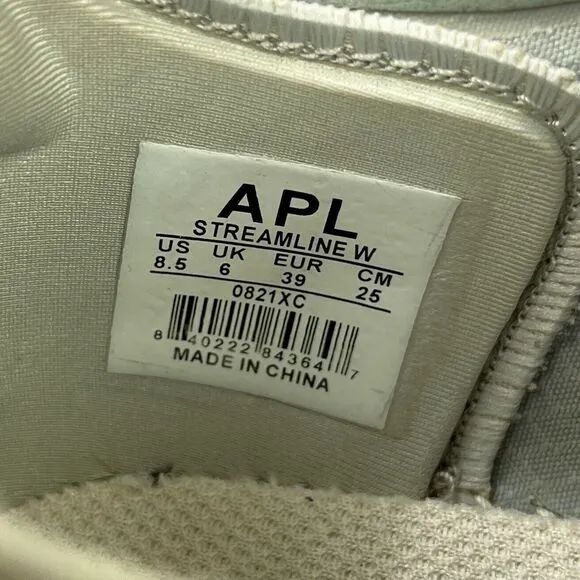 APL
STREAMLINE W
US UK EUR CM
8.5 6 39 25
0821XC
8 40222 84364 7
MADE IN CHINA